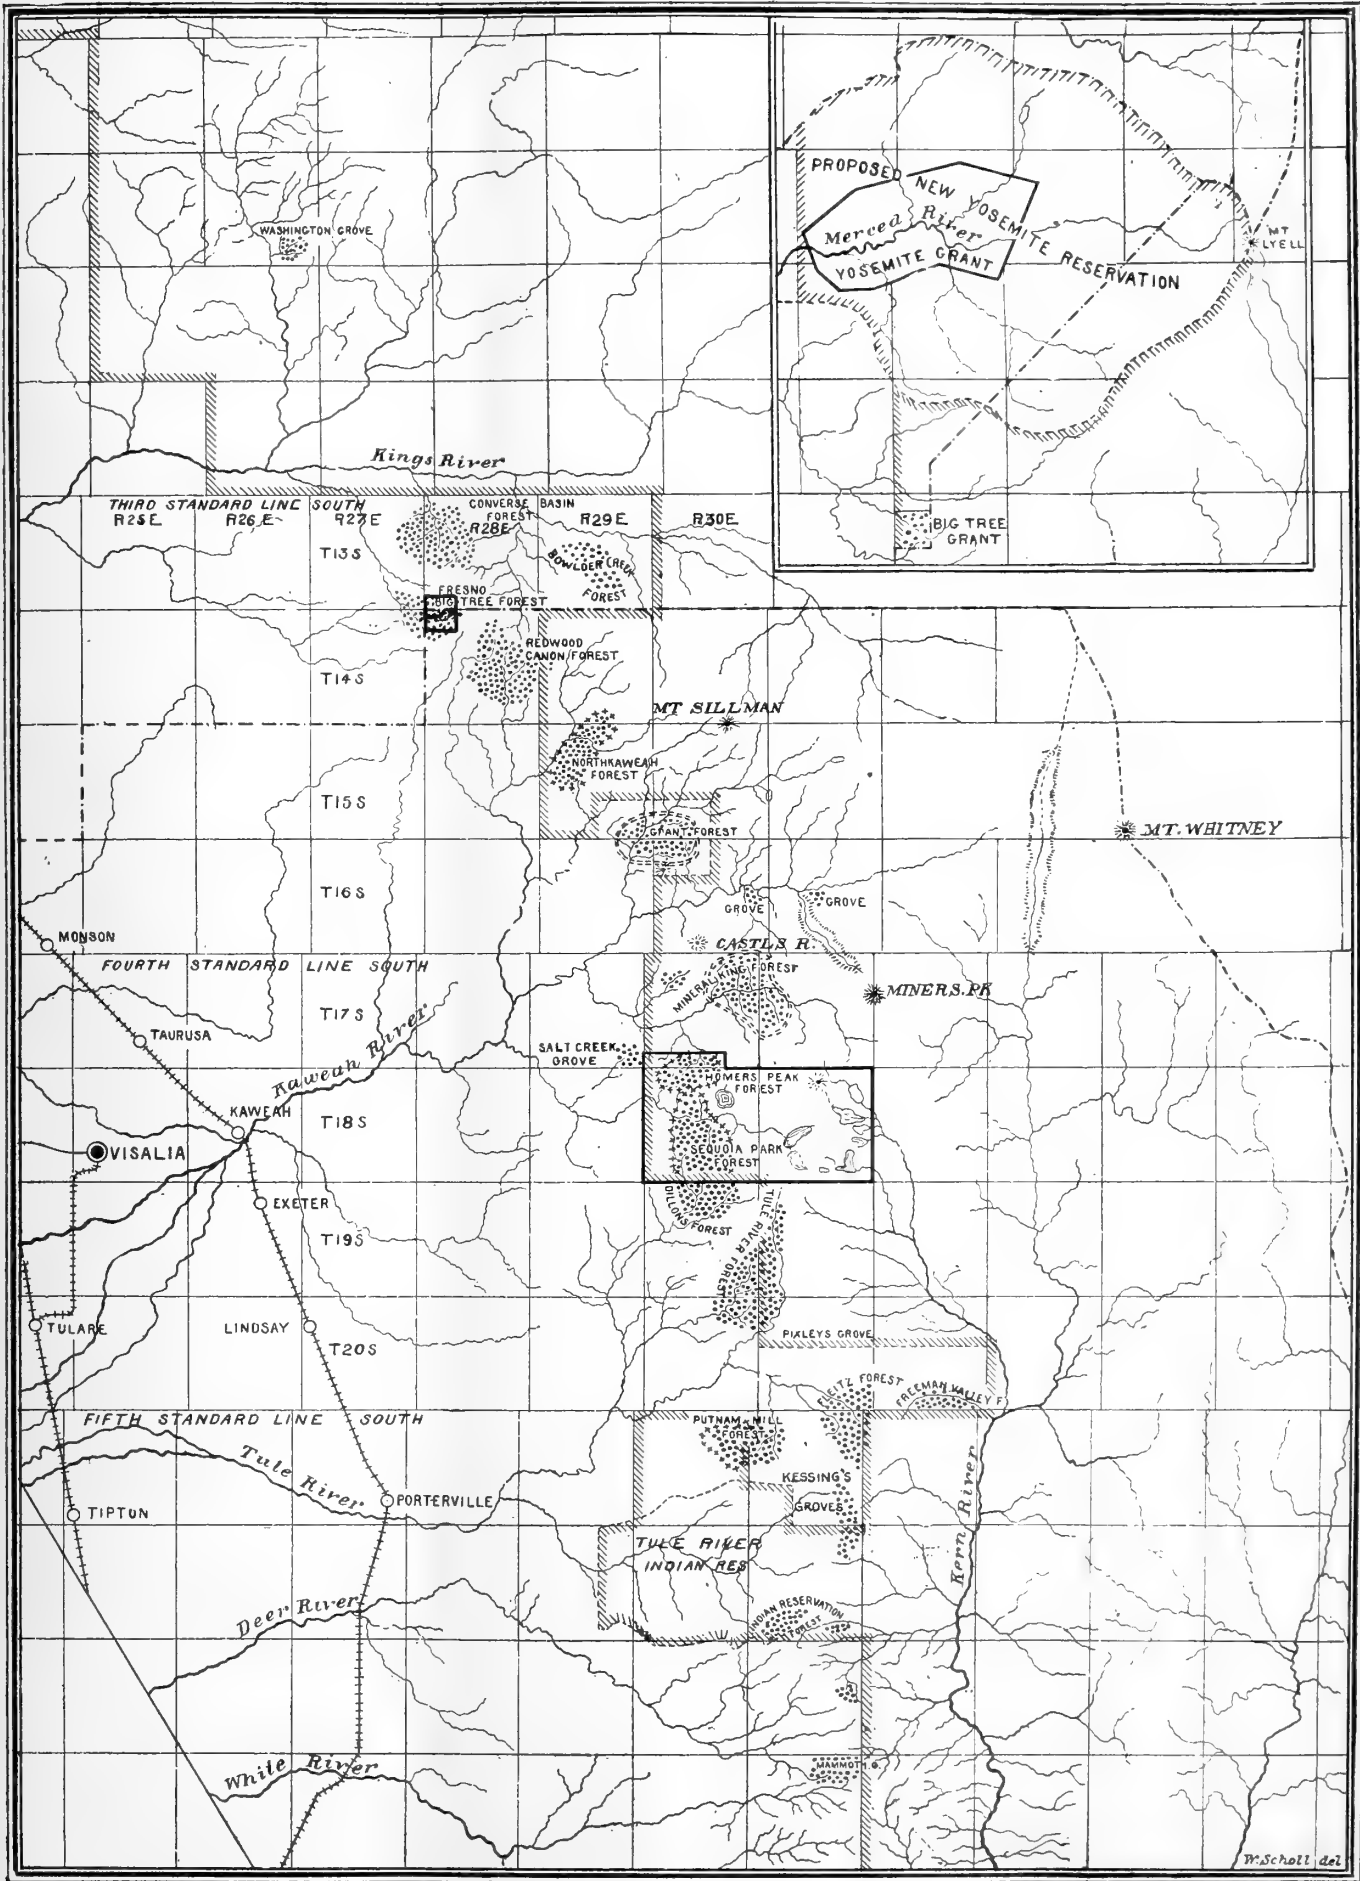 WASHINGTON GROVE
PROPOSED NEW YOSEMITE RESERVATION
Merced River
YOSEMITE GRANT
MT
LYELL
BIG TREE
GRANT
Kings River
THIRD STANDARD LINE SOUTH
R25E R26E R27E R28E R29E R30E
CONVERSE BASIN
FOREST
T13S
BOWLDER CREEK
FOREST
FRESNO
BIG TREE FOREST
REDWOOD
CANON FOREST
T14S
MT SILLMAN
NORTH KAWEAH
FOREST
T15S
GRANT FOREST
MT. WHITNEY
T16S
GROVE
GROVE
MONSON
CASTLS R.
FOURTH STANDARD LINE SOUTH
MINERAL KING FOREST
MINERS. PK
T17S
TAURUSA
Kaweah River
SALT CREEK
GROVE
HOMERS PEAK
FOREST
KAWEAH
T18S
VISALIA
SEQUOIA PARK
FOREST
EXETER
DILLONS FOREST
TULE RIVER FOREST
T19S
TULARE
LINDSAY
T20S
PIXLEYS GROVE
FREEMAN VALLEY F.
FIFTH STANDARD LINE SOUTH
PUTNAM MILL
FOREST
Tule River
KESSING'S
GROVES
PORTERVILLE
TIPTON
Kern River
TULE RIVER
INDIAN RES
Deer River
INDIAN RESERVATION
FOREST
White River
MAMMOTH G.
W. Scholl del